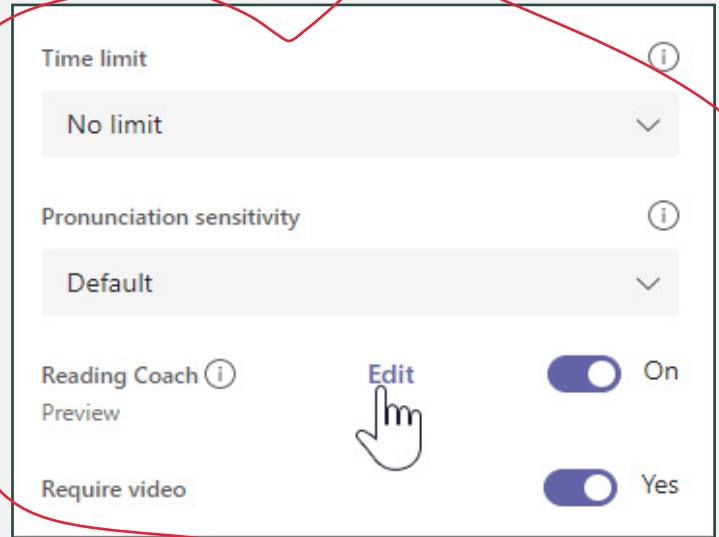 Time limit
No limit
Pronunciation sensitivity
Default
Reading Coach Edit On
Preview
Require video Yes